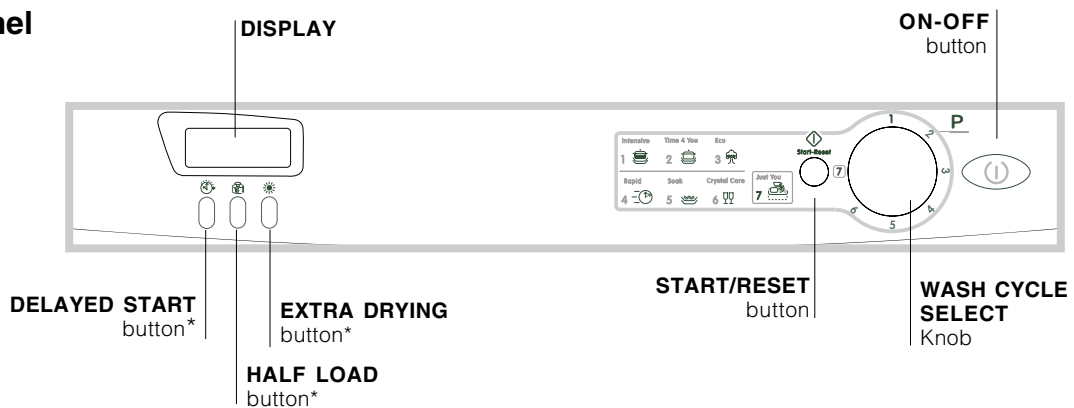 nel
DISPLAY
ON-OFF
button
Intensive Time 4 You Eco
1 2 3
Rapid Soak Crystal Care Just You
4 5 6 7
Start-Reset
7
1
2
3
4
5
6
P
DELAYED START
button*
EXTRA DRYING
button*
HALF LOAD
button*
START/RESET
button
WASH CYCLE
SELECT
Knob